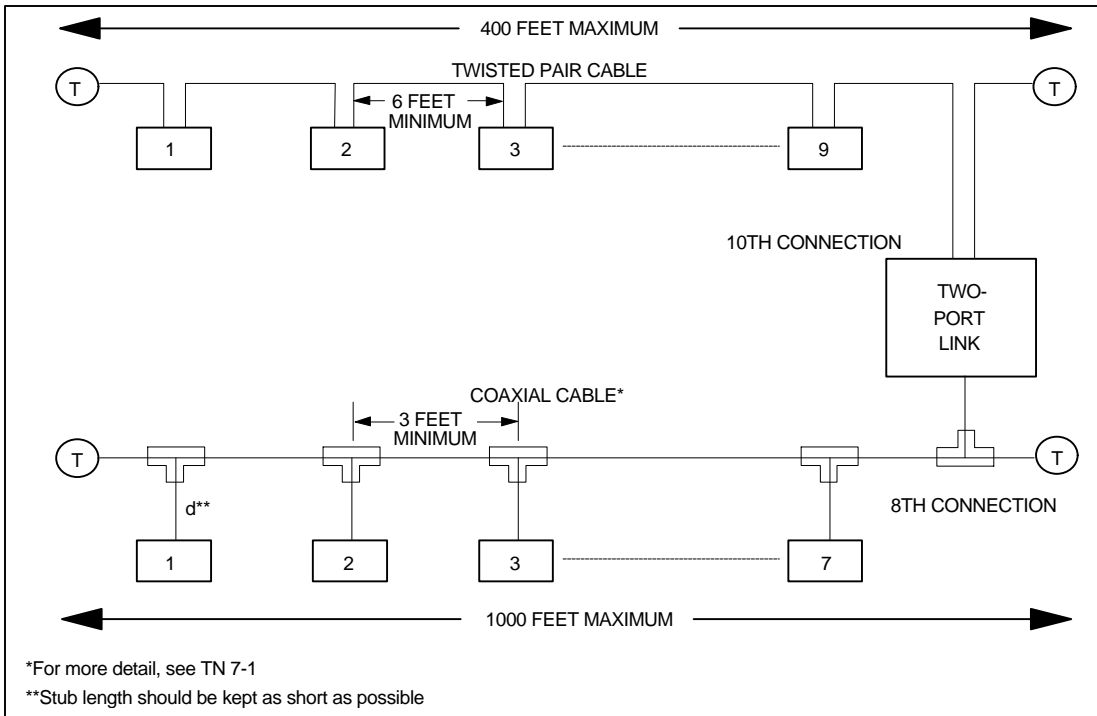 400 FEET MAXIMUM
TWISTED PAIR CABLE
T
T
6 FEET
MINIMUM
1
2
3
9
10TH CONNECTION
TWO-
PORT
LINK
COAXIAL CABLE*
3 FEET
MINIMUM
T
T
d**
8TH CONNECTION
1
2
3
7
1000 FEET MAXIMUM
*For more detail, see TN 7-1
**Stub length should be kept as short as possible